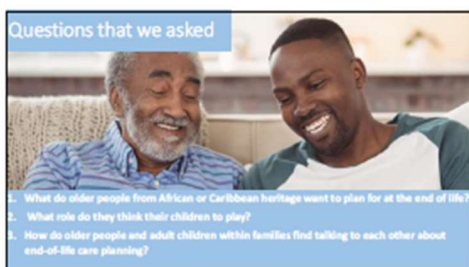 Questions that we asked
1. What do older people from African or Caribbean heritage want to plan for at the end of life?
2. What role do they think their children to play?
3. How do older people and adult children within families find talking to each other about
end-of-life care planning?